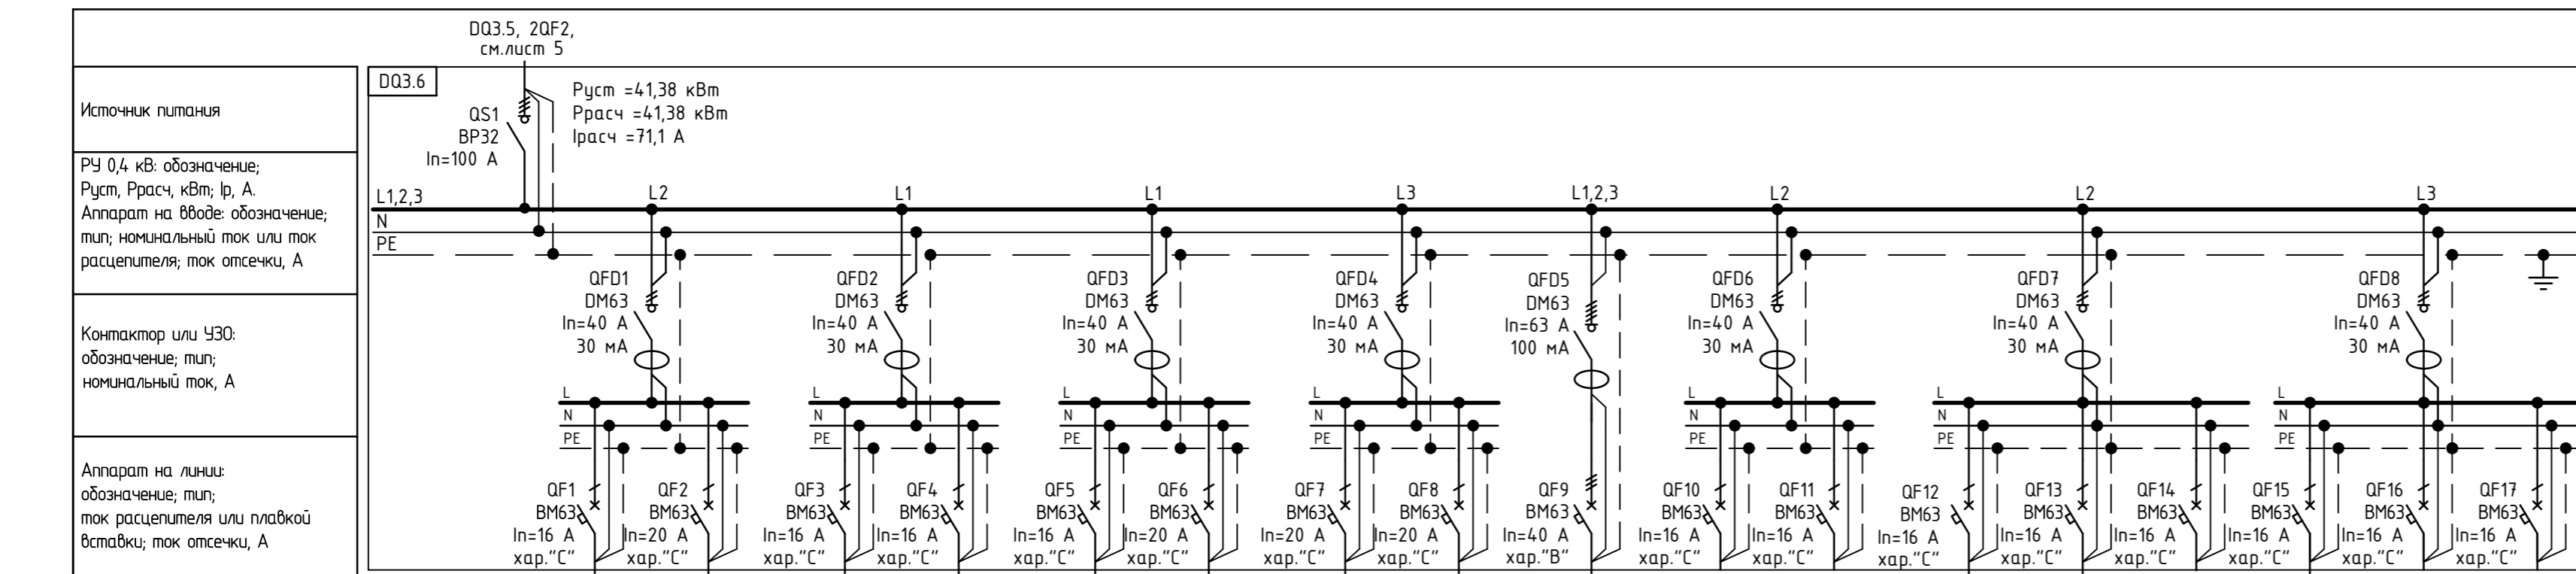 DQ3.5, 2QF2,
см.лист 5
Источник питания
РУ 0,4 кВ: обозначение;
Руст, Ррасч, кВт; Iр, А.
Аппарат на вводе: обозначение;
тип; номинальный ток или ток
расцепителя; ток отсечки, А
Контактор или УЗО:
обозначение; тип;
номинальный ток, А
Аппарат на линии:
обозначение; тип;
ток расцепителя или плавкой
вставки; ток отсечки, А
DQ3.6
QS1
ВР32
In=100 А
Руст =41,38 кВт
Ррасч =41,38 кВт
Iрасч =71,1 А
L1,2,3
N
PE
L2
L1
L1
L3
L1,2,3
L2
L2
L3
QFD1
DM63
In=40 А
30 мА
QFD2
DM63
In=40 А
30 мА
QFD3
DM63
In=40 А
30 мА
QFD4
DM63
In=40 А
30 мА
QFD5
DM63
In=63 А
100 мА
QFD6
DM63
In=40 А
30 мА
QFD7
DM63
In=40 А
30 мА
QFD8
DM63
In=40 А
30 мА
L
N
PE
L
N
PE
L
N
PE
L
N
PE
L
N
PE
L
N
PE
L
N
PE
QF1
BM63
In=16 А
хар."С"
QF2
BM63
In=20 А
хар."С"
QF3
BM63
In=16 А
хар."С"
QF4
BM63
In=16 А
хар."С"
QF5
BM63
In=16 А
хар."С"
QF6
BM63
In=20 А
хар."С"
QF7
BM63
In=20 А
хар."С"
QF8
BM63
In=20 А
хар."С"
QF9
BM63
In=40 А
хар."В"
QF10
BM63
In=16 А
хар."С"
QF11
BM63
In=16 А
хар."С"
QF12
BM63
In=16 А
хар."С"
QF13
BM63
In=16 А
хар."С"
QF14
BM63
In=16 А
хар."С"
QF15
BM63
In=16 А
хар."С"
QF16
BM63
In=16 А
хар."С"
QF17
BM63
In=16 А
хар."С"